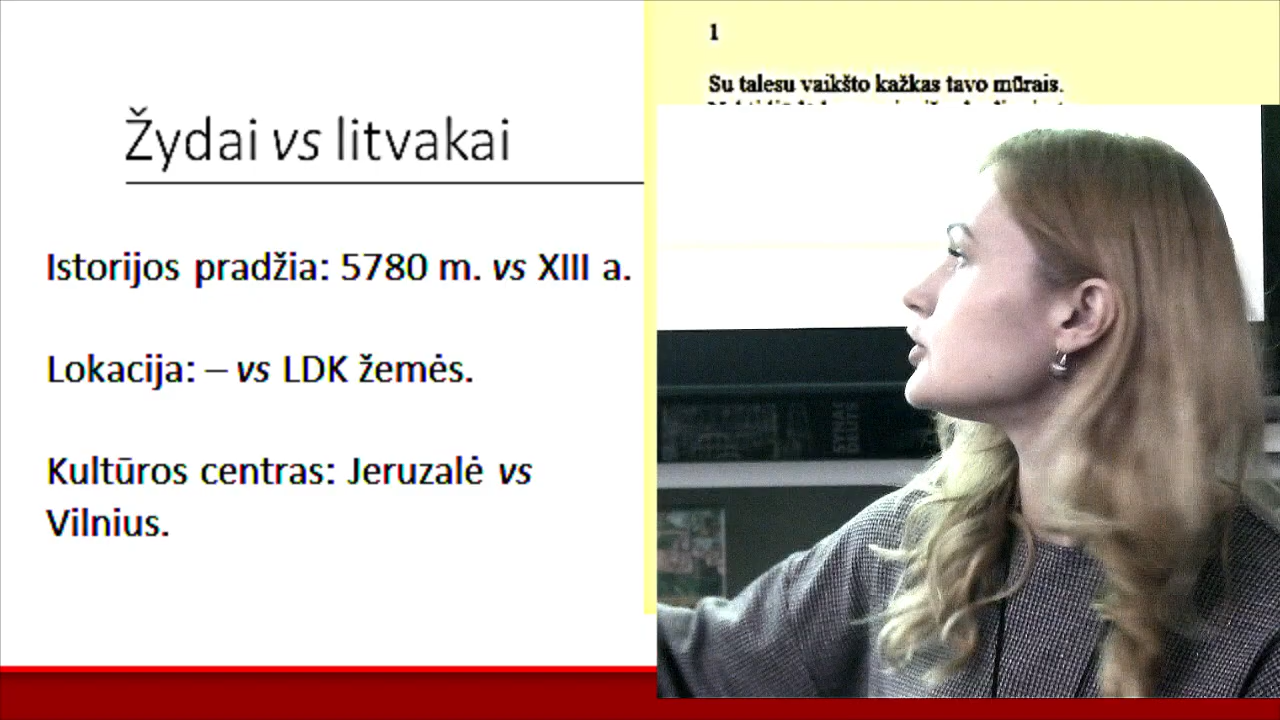 Žydai vs litvakai
Istorijos pradžia: 5780 m. vs XIII a.
Lokacija: – vs LDK žemės.
Kultūros centras: Jeruzalė vs
Vilnius.
1
Su talesu vaikšto kažkas tavo mūrais.